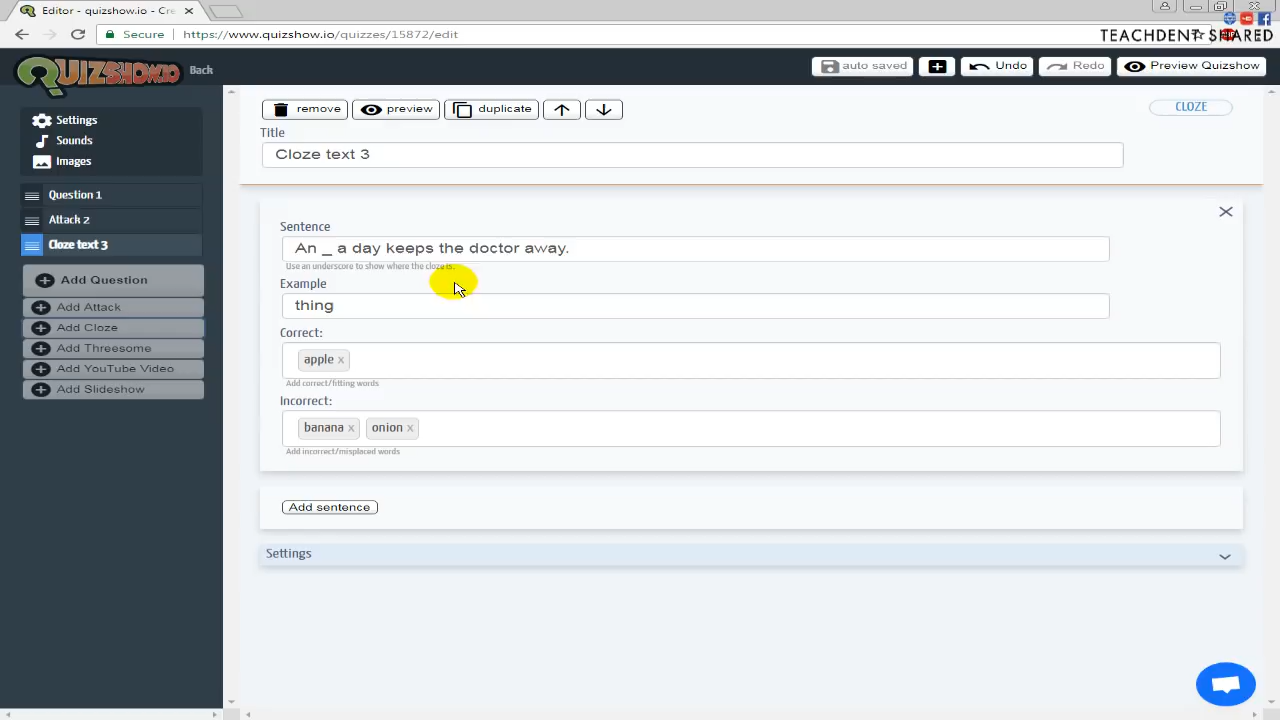 Editor - quizshow.io - Cre
Secure https://www.quizshow.io/quizzes/15872/edit
TEACHDENT SHARED
QUIZSHOW.IO Back
auto saved
Undo
Redo
Preview Quizshow
Settings
Sounds
Images
Question 1
Attack 2
Cloze text 3
Add Question
Add Attack
Add Cloze
Add Threesome
Add YouTube Video
Add Slideshow
remove
preview
duplicate
CLOZE
Title
Cloze text 3
Sentence
An _ a day keeps the doctor away.
Use an underscore to show where the cloze is.
Example
thing
Correct:
apple x
Add correct/fitting words
Incorrect:
banana x onion x
Add incorrect/misplaced words
Add sentence
Settings